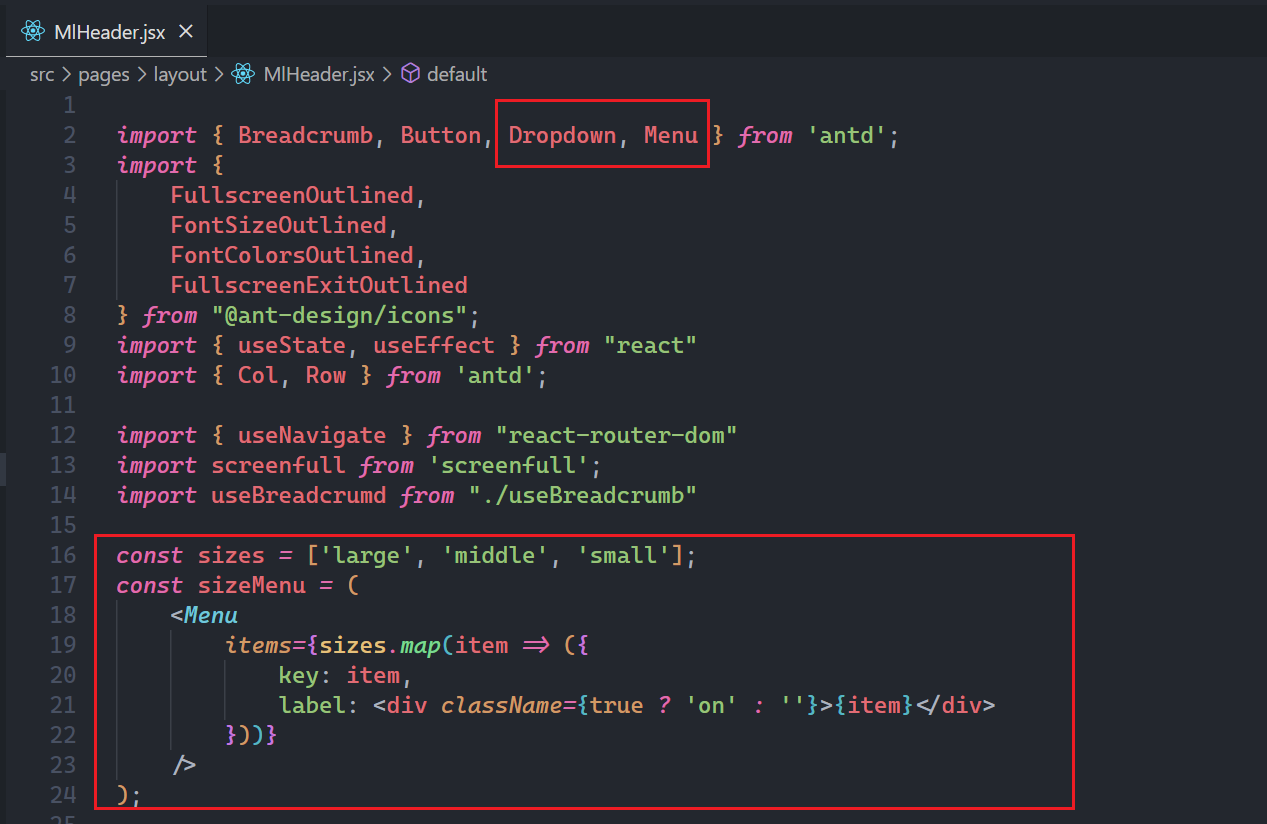 MlHeader.jsx ×
src > pages > layout > MlHeader.jsx > default
1
2 import { Breadcrumb, Button, Dropdown, Menu } from 'antd';
3 import {
4 FullscreenOutlined,
5 FontSizeOutlined,
6 FontColorsOutlined,
7 FullscreenExitOutlined
8 } from "@ant-design/icons";
9 import { useState, useEffect } from "react"
10 import { Col, Row } from 'antd';
11
12 import { useNavigate } from "react-router-dom"
13 import screenfull from 'screenfull';
14 import useBreadcrumd from "./useBreadcrumb"
15
16 const sizes = ['large', 'middle', 'small'];
17 const sizeMenu = (
18 <Menu
19 items={sizes.map(item => ({
20 key: item,
21 label: <div className={true ? 'on' : ''}>{item}</div>
22 }))}
23 />
24 );
25